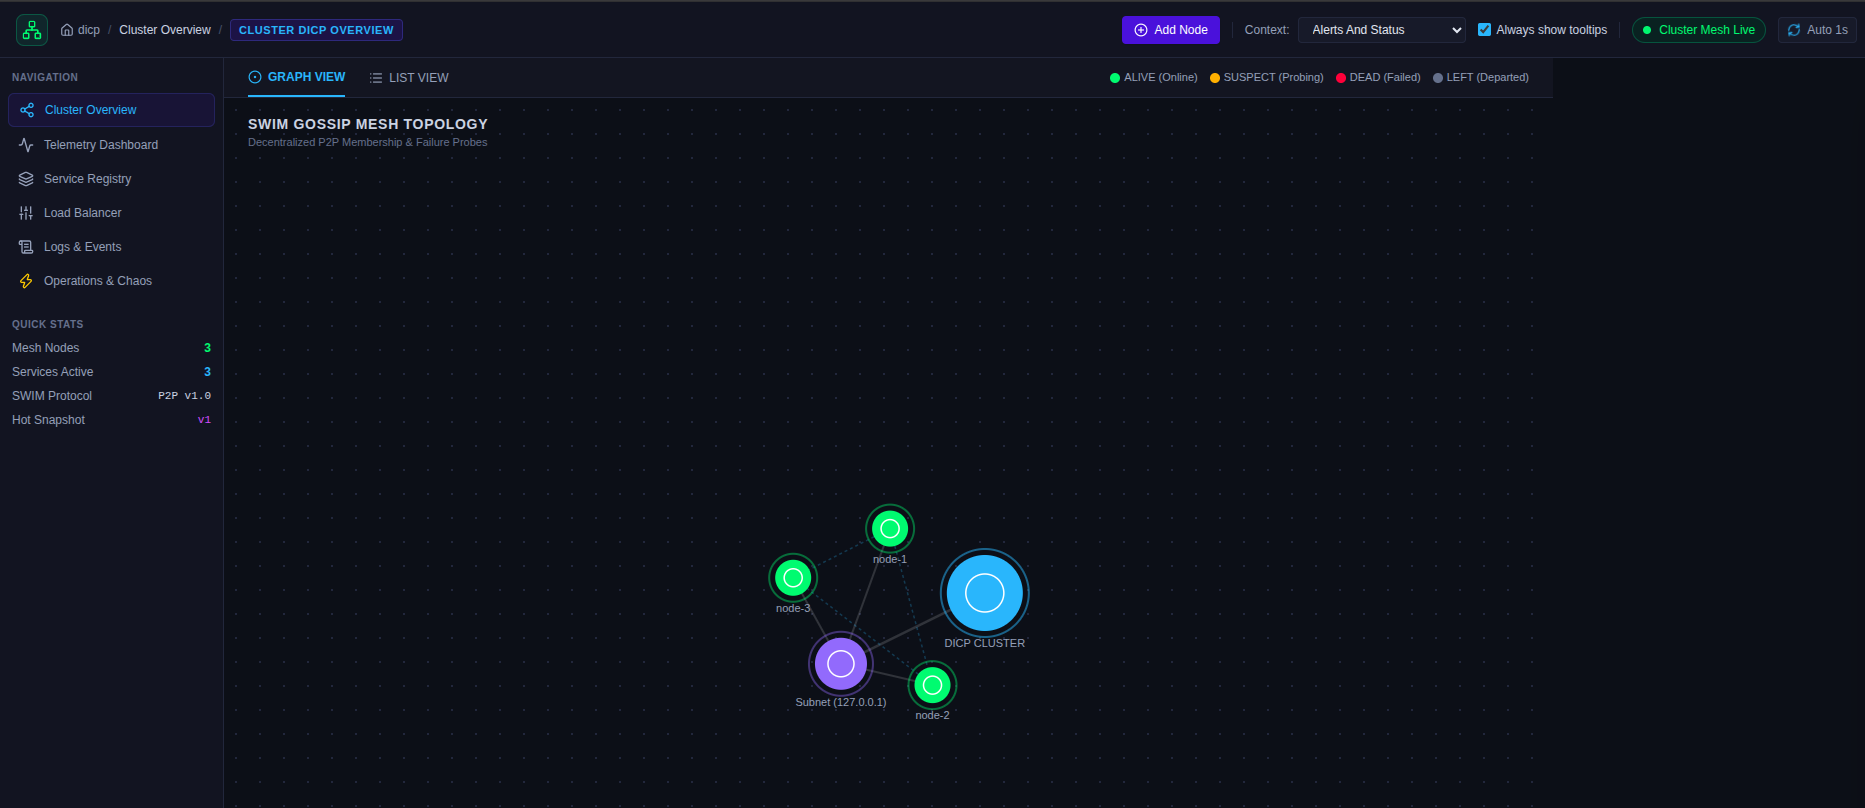 dicp / Cluster Overview / CLUSTER DICP OVERVIEW
Add Node Context: Alerts And Status Always show tooltips Cluster Mesh Live Auto 1s
NAVIGATION
Cluster Overview
Telemetry Dashboard
Service Registry
Load Balancer
Logs & Events
Operations & Chaos
QUICK STATS
Mesh Nodes 3
Services Active 3
SWIM Protocol P2P v1.0
Hot Snapshot v1
GRAPH VIEW LIST VIEW
ALIVE (Online) SUSPECT (Probing) DEAD (Failed) LEFT (Departed)
SWIM GOSSIP MESH TOPOLOGY
Decentralized P2P Membership & Failure Probes
node-1
node-3
DICP CLUSTER
Subnet (127.0.0.1)
node-2